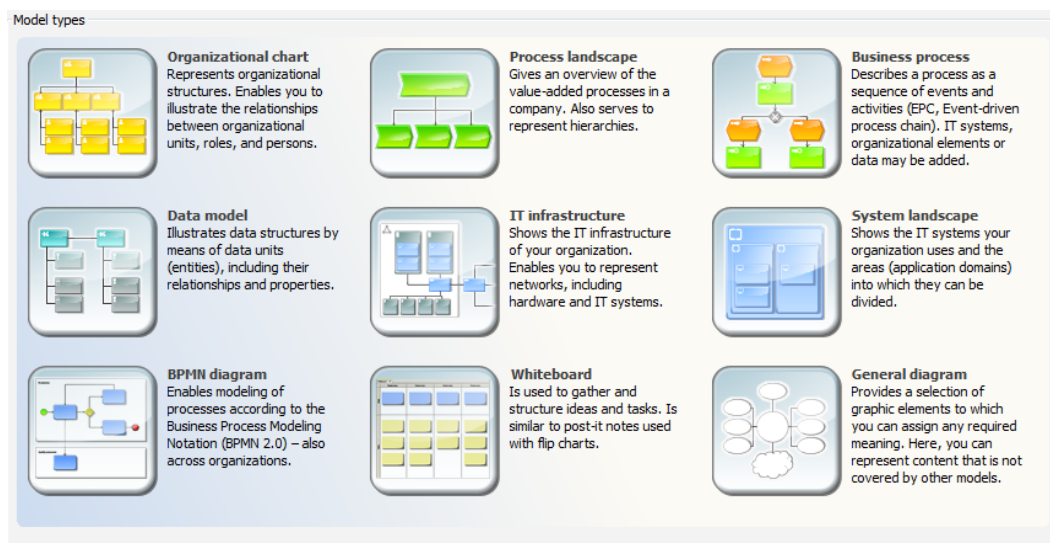 Model types
Organizational chart
Represents organizational
structures. Enables you to
illustrate the relationships
between organizational
units, roles, and persons.
Process landscape
Gives an overview of the
value-added processes in a
company. Also serves to
represent hierarchies.
Business process
Describes a process as a
sequence of events and
activities (EPC, Event-driven
process chain). IT systems,
organizational elements or
data may be added.
Data model
Illustrates data structures by
means of data units
(entities), including their
relationships and properties.
IT infrastructure
Shows the IT infrastructure
of your organization.
Enables you to represent
networks, including
hardware and IT systems.
System landscape
Shows the IT systems your
organization uses and the
areas (application domains)
into which they can be
divided.
BPMN diagram
Enables modeling of
processes according to the
Business Process Modeling
Notation (BPMN 2.0) – also
across organizations.
Whiteboard
Is used to gather and
structure ideas and tasks. Is
similar to post-it notes used
with flip charts.
General diagram
Provides a selection of
graphic elements to which
you can assign any required
meaning. Here, you can
represent content that is not
covered by other models.